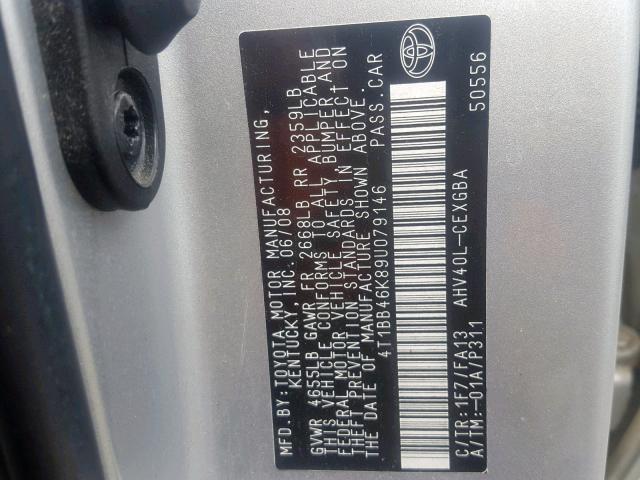 MFD.BY:TOYOTA MOTOR MANUFACTURING,
KENTUCKY, INC. 06/08
GVWR 4655LB GAWR FR 2668LB RR 2359LB
THIS VEHICLE CONFORMS TO ALL APPLICABLE
FEDERAL MOTOR VEHICLE SAFETY, BUMPER, AND
THEFT PREVENTION STANDARDS IN EFFECT ON
THE DATE OF MANUFACTURE SHOWN ABOVE.
4T1BB46K89U079146 PASS.CAR
C/TR:1F7/FA13 AHV40L-CEXGBA
A/TM:-01A/P311 50556